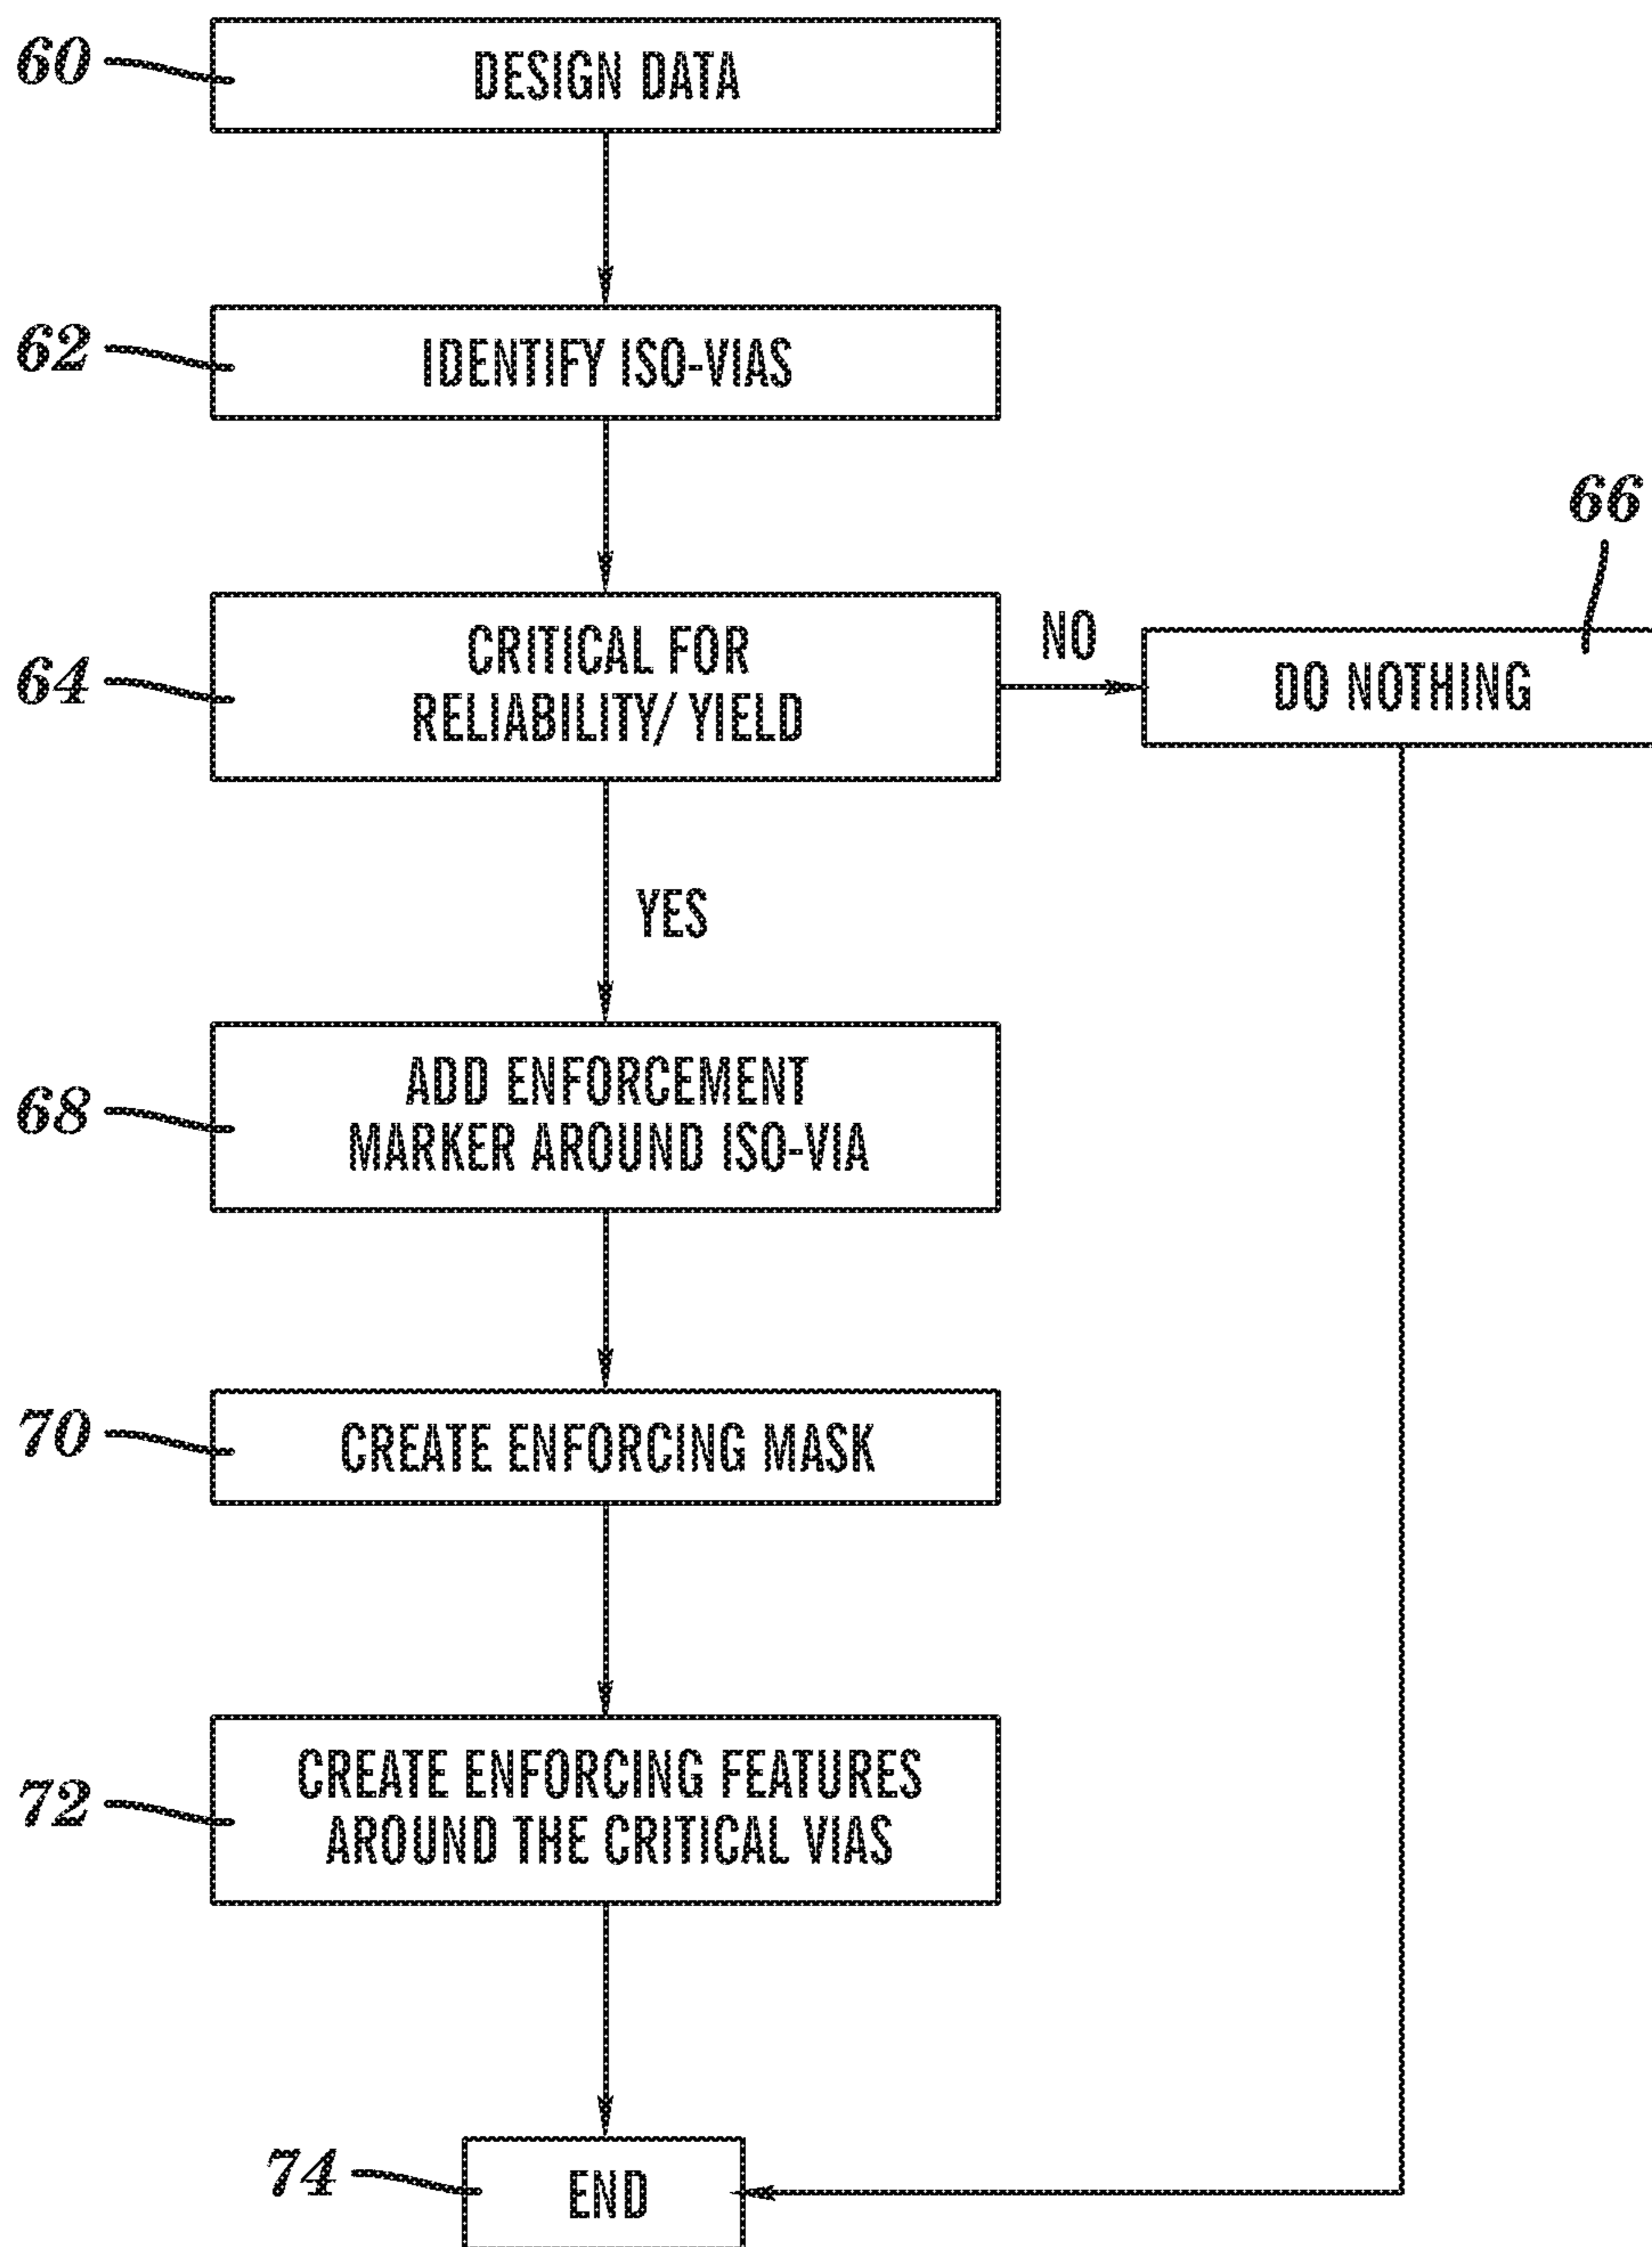 60
DESIGN DATA
62
IDENTIFY ISO-VIAS
66
64
CRITICAL FOR
RELIABILITY/ YIELD
NO
DO NOTHING
YES
68
ADD ENFORCEMENT
MARKER AROUND ISO-VIA
70
CREATE ENFORCING MASK
72
CREATE ENFORCING FEATURES
AROUND THE CRITICAL VIAS
74
END